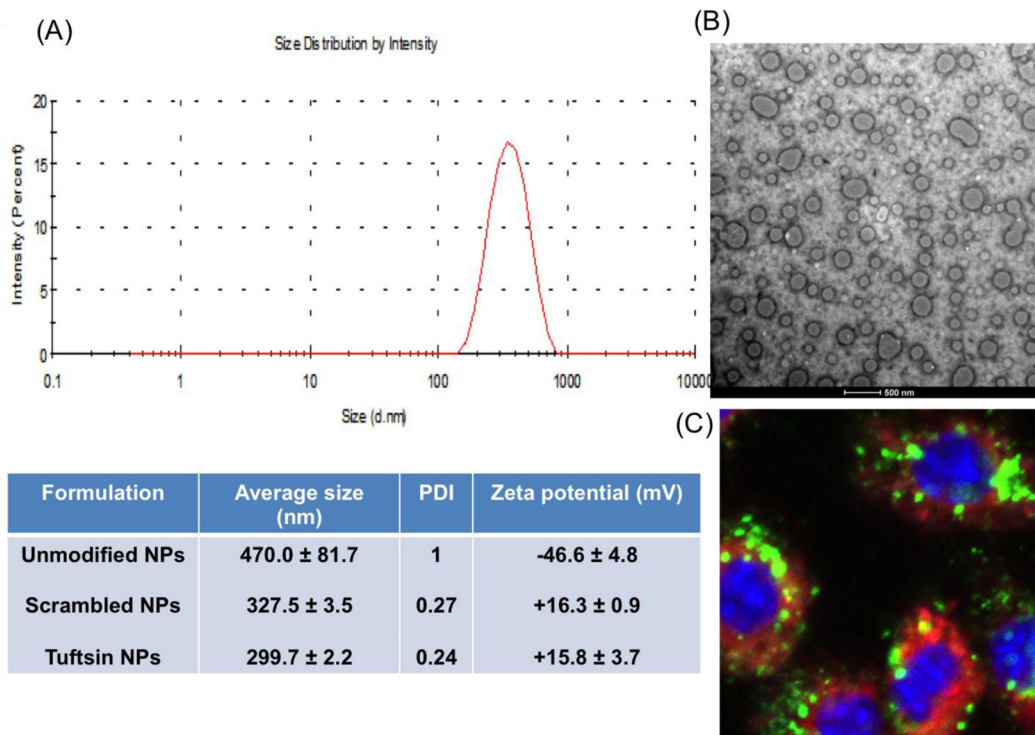 (A)
Size Distribution by Intensity
Intensity (Percent)
20
15
10
5
0
0.1 1 10 100 1000 10000
Size (d.nm)
(B)
500 nm
(C)
Formulation Average size (nm) PDI Zeta potential (mV)
Unmodified NPs 470.0 ± 81.7 1 -46.6 ± 4.8
Scrambled NPs 327.5 ± 3.5 0.27 +16.3 ± 0.9
Tuftsin NPs 299.7 ± 2.2 0.24 +15.8 ± 3.7